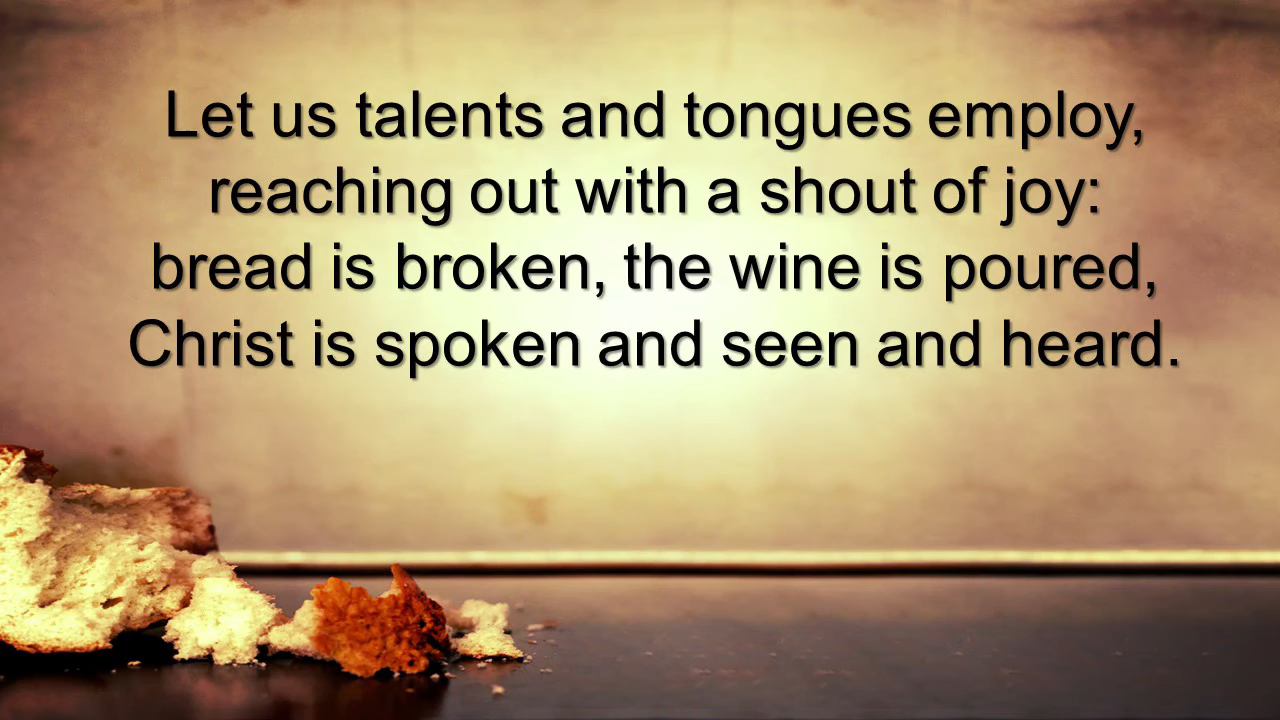 Let us talents and tongues employ,
reaching out with a shout of joy:
bread is broken, the wine is poured,
Christ is spoken and seen and heard.